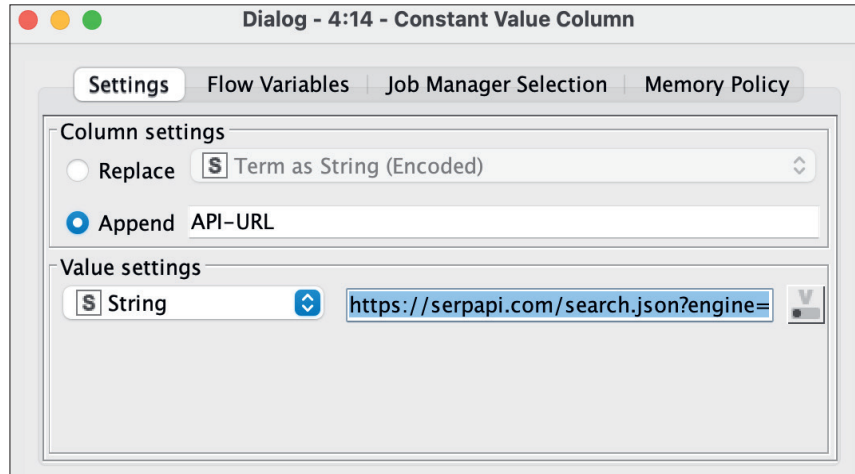 Dialog - 4:14 - Constant Value Column
Settings Flow Variables Job Manager Selection Memory Policy
Column settings
Replace S Term as String (Encoded)
Append API-URL
Value settings
S String https://serpapi.com/search.json?engine= V